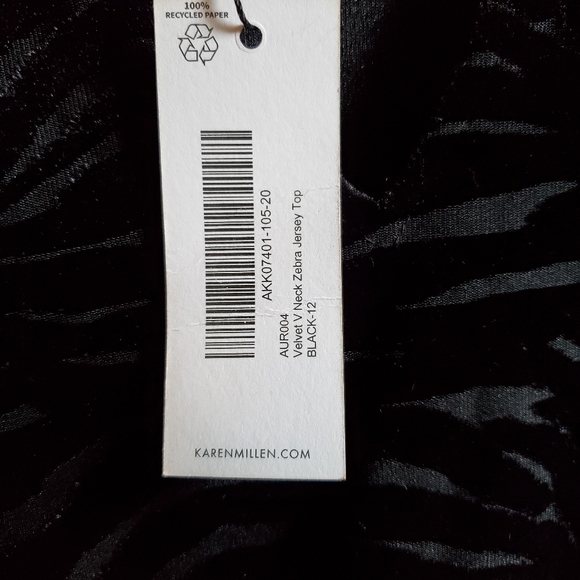 100%
RECYCLED PAPER
AKK07401-105-20
AUR004
Velvet V Neck Zebra Jersey Top
BLACK-12
KARENMILLEN.COM